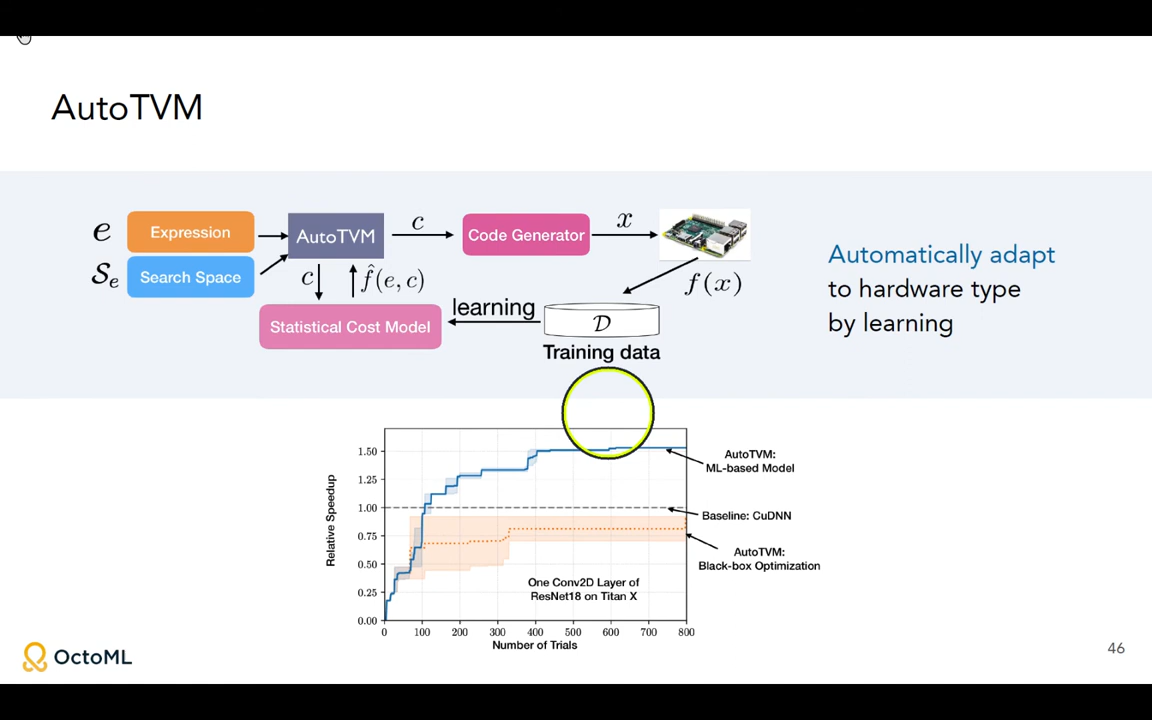 AutoTVM
e Expression
AutoTVM
c
Code Generator
x
Sₑ Search Space
c
f̂(e, c)
f(x)
Statistical Cost Model
learning
D
Training data
Automatically adapt
to hardware type
by learning
Relative Speedup
1.50
1.25
1.00
0.75
0.50
0.25
0.00
0 100 200 300 400 500 600 700 800
Number of Trials
One Conv2D Layer of
ResNet18 on Titan X
AutoTVM:
ML-based Model
Baseline: CuDNN
AutoTVM:
Black-box Optimization
OctoML
46